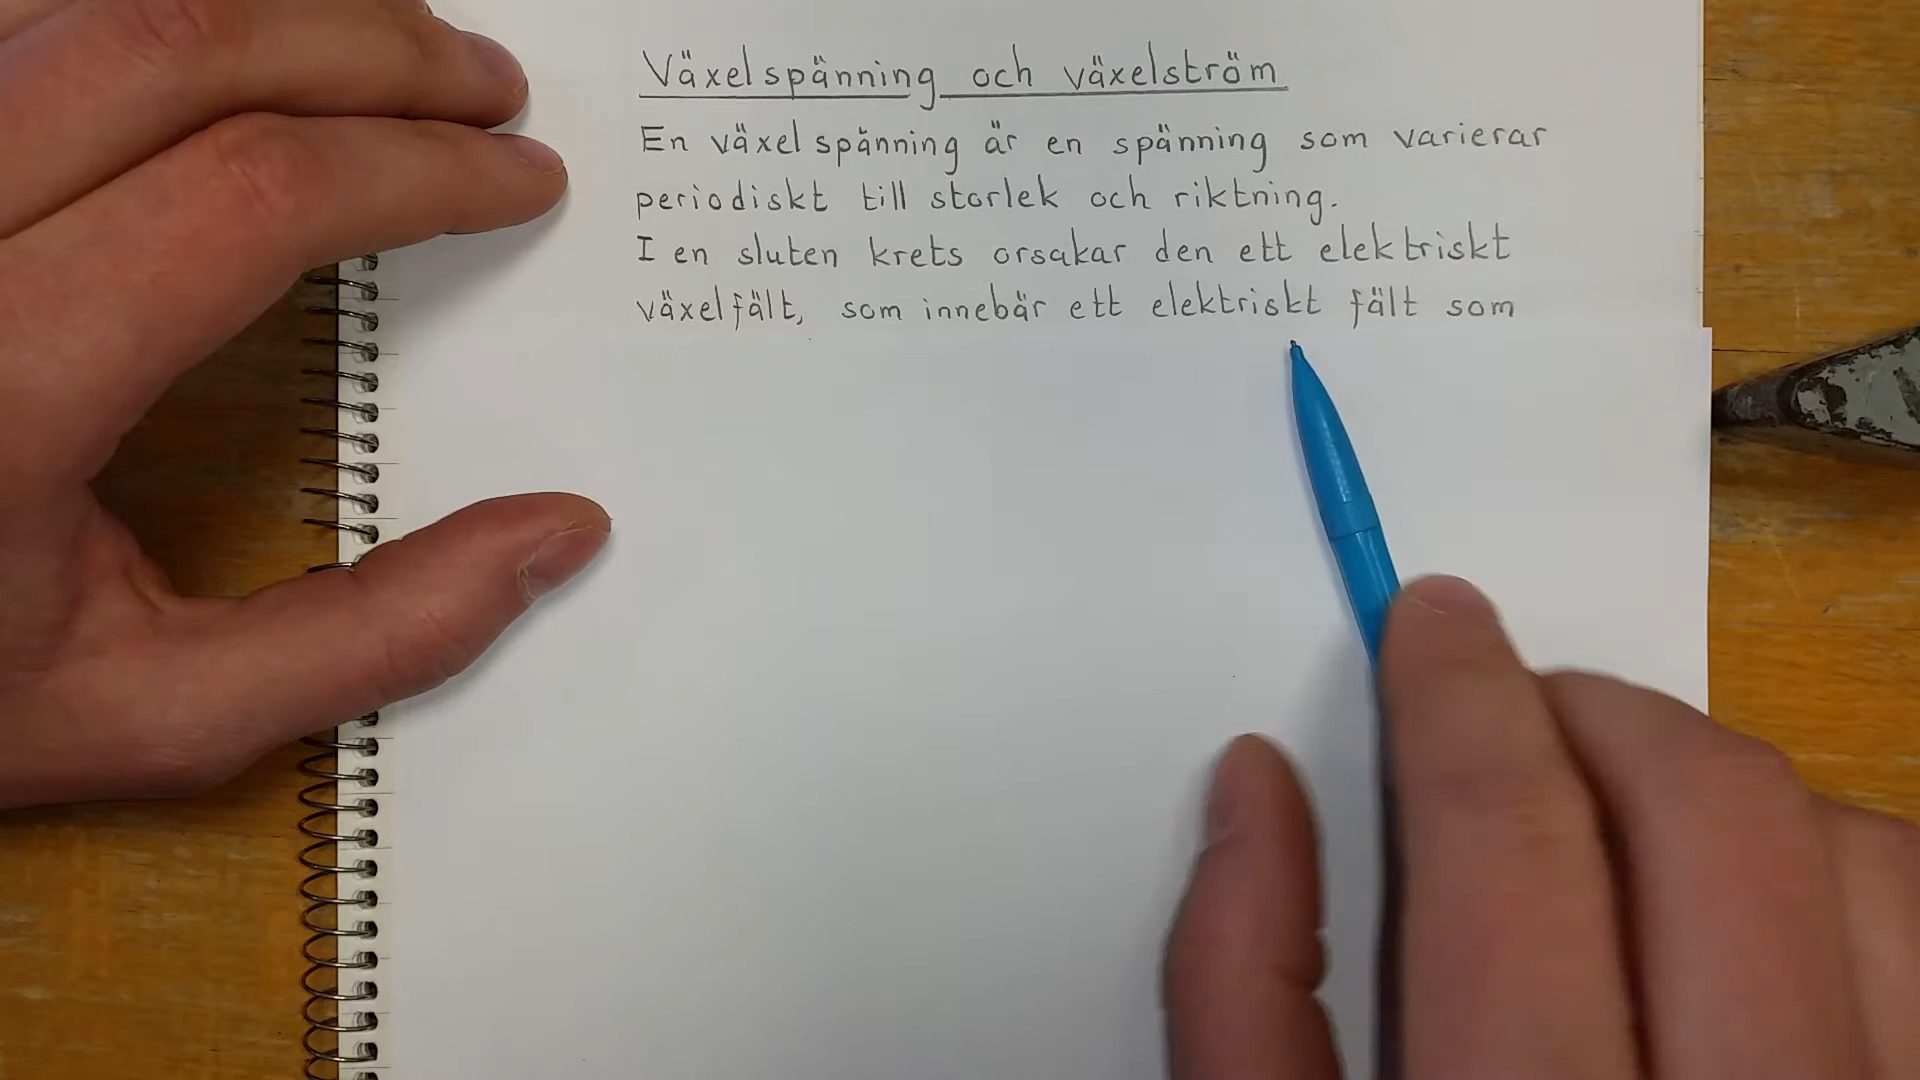 Växelspänning och växelström
En växelspänning är en spänning som varierar
periodiskt till storlek och riktning.
I en sluten krets orsakar den ett elektriskt
växelfält, som innebär ett elektriskt fält som